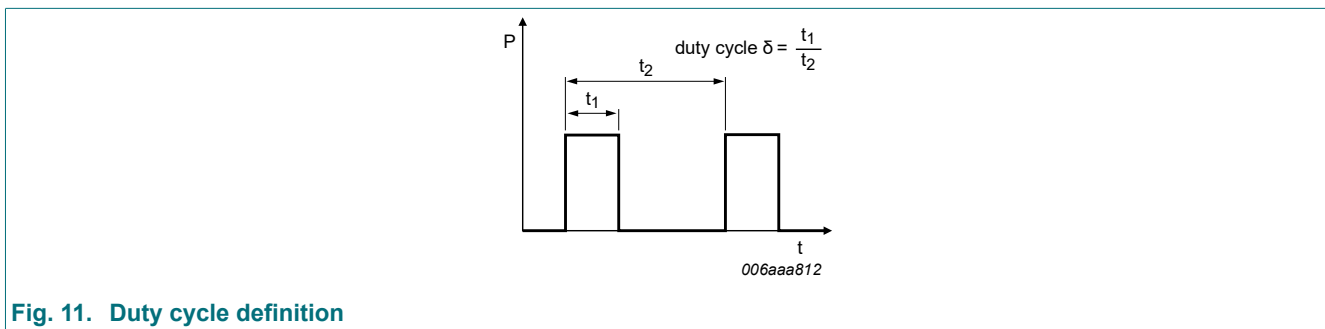 P
duty cycle δ = t1
t2
t2
t1
t
006aaa812
Fig. 11. Duty cycle definition